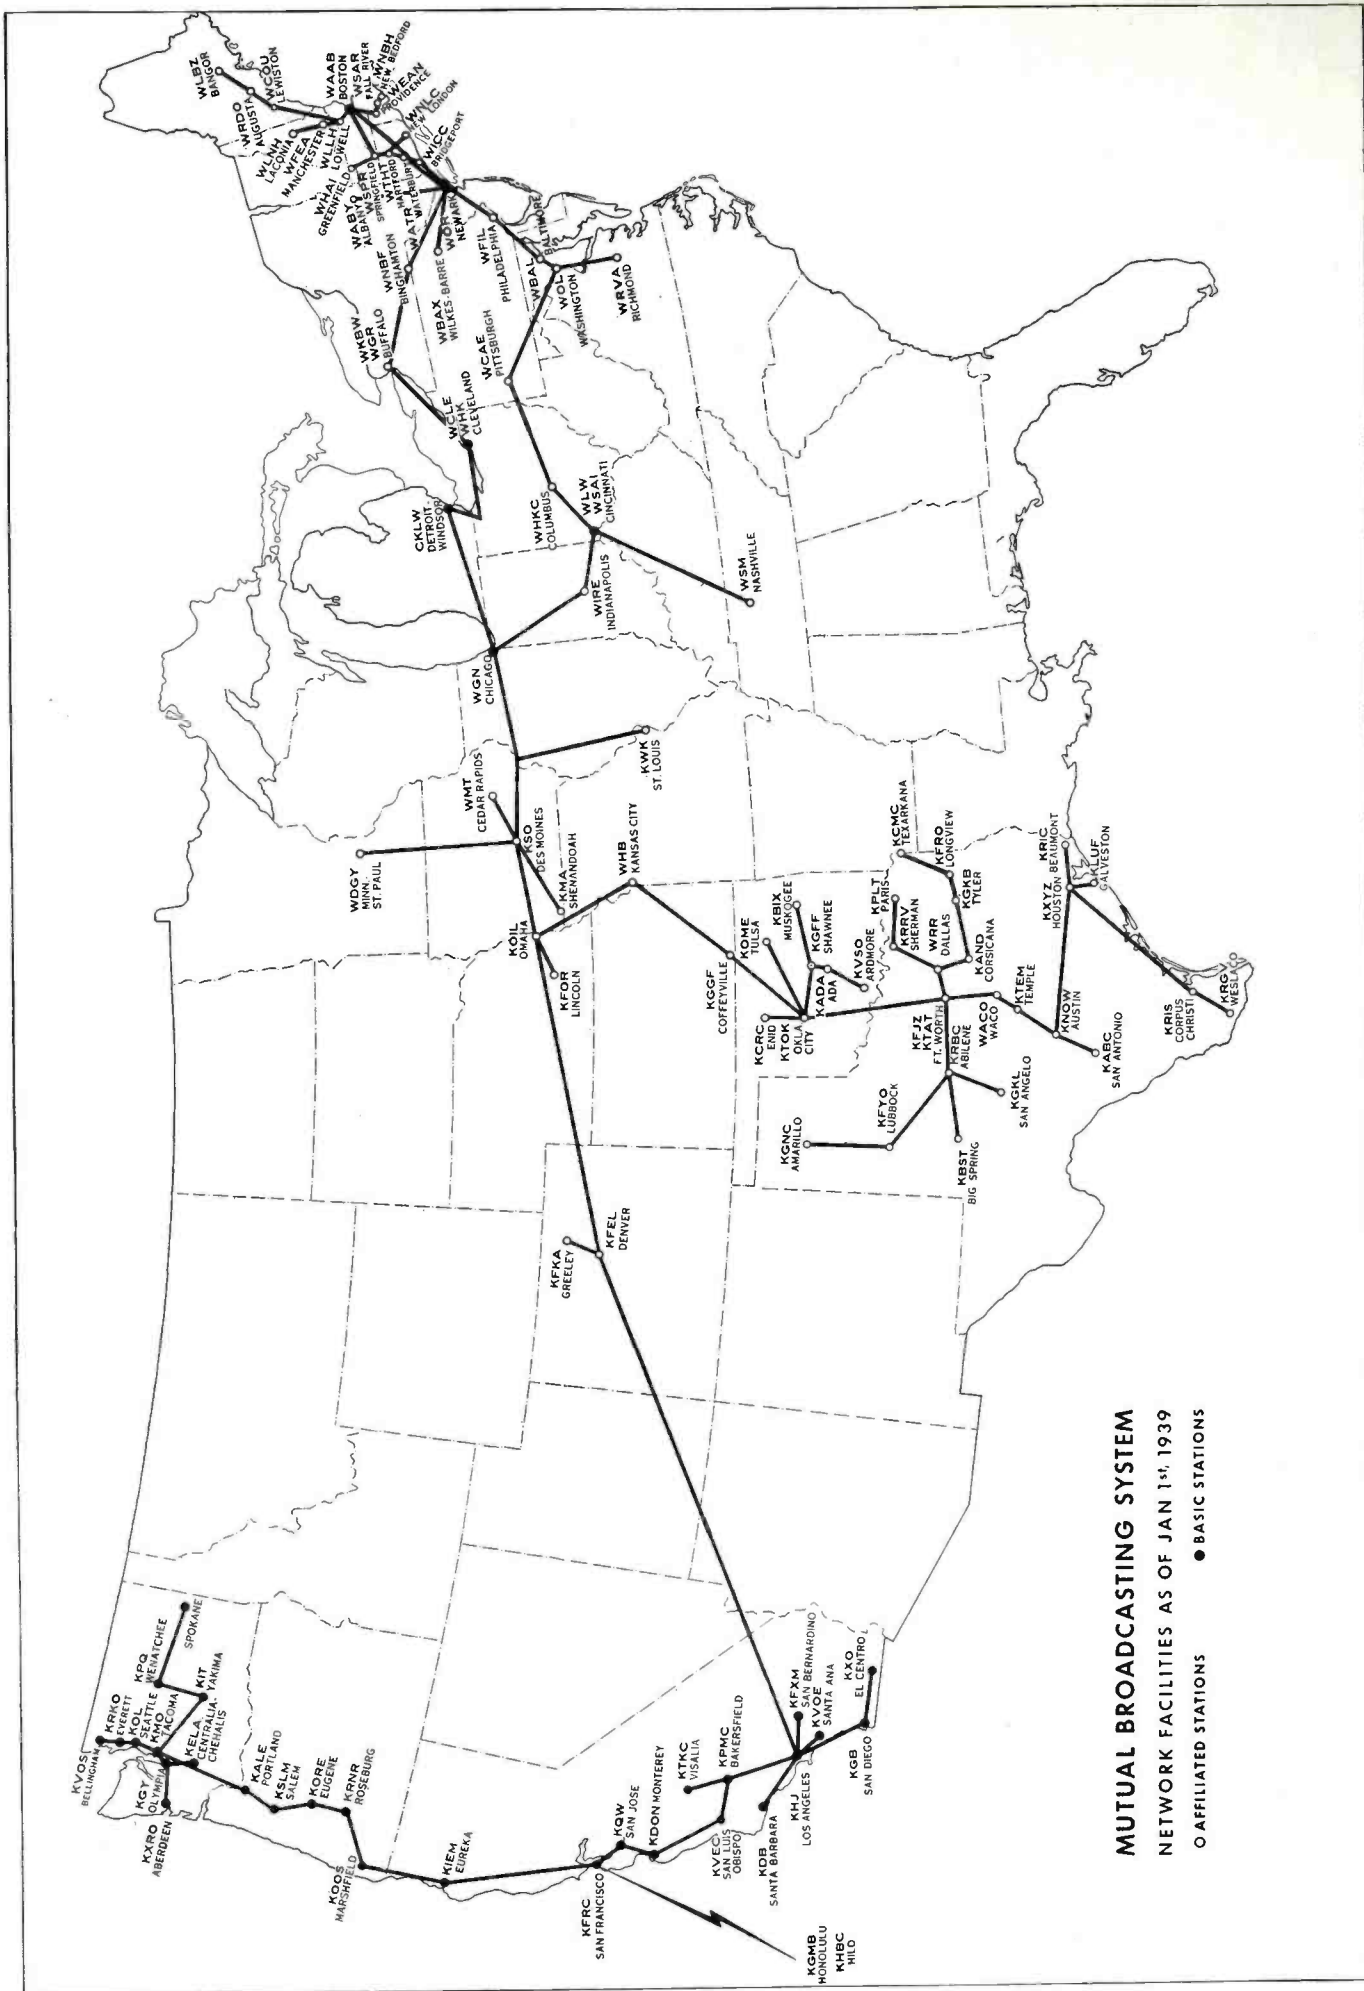 MUTUAL BROADCASTING SYSTEM
NETWORK FACILITIES AS OF JAN 1st, 1939
O AFFILIATED STATIONS ● BASIC STATIONS
KVOS
BELLINGHAM
KRKO
EVERETT
KOL
SEATTLE
KMO
TACOMA
KPQ
WENATCHEE
SPOKANE
KIT
YAKIMA
KELA
CENTRALIA-
CHEHALIS
KGY
OLYMPIA
KXRO
ABERDEEN
KALE
PORTLAND
KSLM
SALEM
KORE
EUGENE
KRNR
ROSEBURG
KOOS
MARSHFIELD
KIEM
EUREKA
KFRC
SAN FRANCISCO
KQW
SAN JOSE
KDON MONTEREY
KTKC
VISALIA
KPMC
BAKERSFIELD
KVEC
SAN LUIS
OBISPO
KDB
SANTA BARBARA
KHJ
LOS ANGELES
KFXM
SAN BERNARDINO
KVOE
SANTA ANA
KGB
SAN DIEGO
KXO
EL CENTRO
KGMB
HONOLULU
KHBC
HILO
KFKA
GREELEY
KFEL
DENVER
WDGY
MINN.-
ST. PAUL
WMT
CEDAR RAPIDS
KSO
DES MOINES
KMA
SHENANDOAH
KOIL
OMAHA
KFOR
LINCOLN
WHB
KANSAS CITY
KWK
ST. LOUIS
KGGF
COFFEYVILLE
KCRC
ENID
KTOK
OKLA
CITY
KOME
TULSA
KBIX
MUSKOGEE
KGFF
SHAWNEE
KADA
ADA
KVSO
ARDMORE
KGNC
AMARILLO
KFYO
LUBBOCK
KBST
BIG SPRING
KGKL
SAN ANGELO
KRBC
ABILENE
KFJZ
KTAT
FT. WORTH
WRR
DALLAS
KRRV
SHERMAN
KPLT
PARIS
KCMC
TEXARKANA
KFRO
LONGVIEW
KGKB
TYLER
KAND
CORSICANA
WACO
WACO
KTEM
TEMPLE
KNOW
AUSTIN
KABC
SAN ANTONIO
KXYZ
HOUSTON
KRIC
BEAUMONT
KLUF
GALVESTON
KRIS
CORPUS
CHRISTI
KRGV
WESLACO
WGN
CHICAGO
CKLW
DETROIT-
WINDSOR
WCLE
WHK
CLEVELAND
WHKC
COLUMBUS
WLW
WSAI
CINCINNATI
WIRE
INDIANAPOLIS
WSM
NASHVILLE
WKBW
WGR
BUFFALO
WCAE
PITTSBURGH
WNBF
BINGHAMTON
WBAX
WILKES-BARRE
WOR
NEWARK
WFIL
PHILADELPHIA
WBAL
BALTIMORE
WOL
WASHINGTON
WRVA
RICHMOND
WABY
ALBANY
WATR
WATERBURY
WTHT
HARTFORD
WSPR
SPRINGFIELD
WHAI
GREENFIELD
WLLH
LOWELL
WFEA
MANCHESTER
WLNH
LACONIA
WRDO
AUGUSTA
WLBZ
BANGOR
WCOU
LEWISTON
WAAB
BOSTON
WSAR
FALL RIVER
WNBH
NEW BEDFORD
WEAN
PROVIDENCE
WNLC
NEW LONDON
WICC
BRIDGEPORT